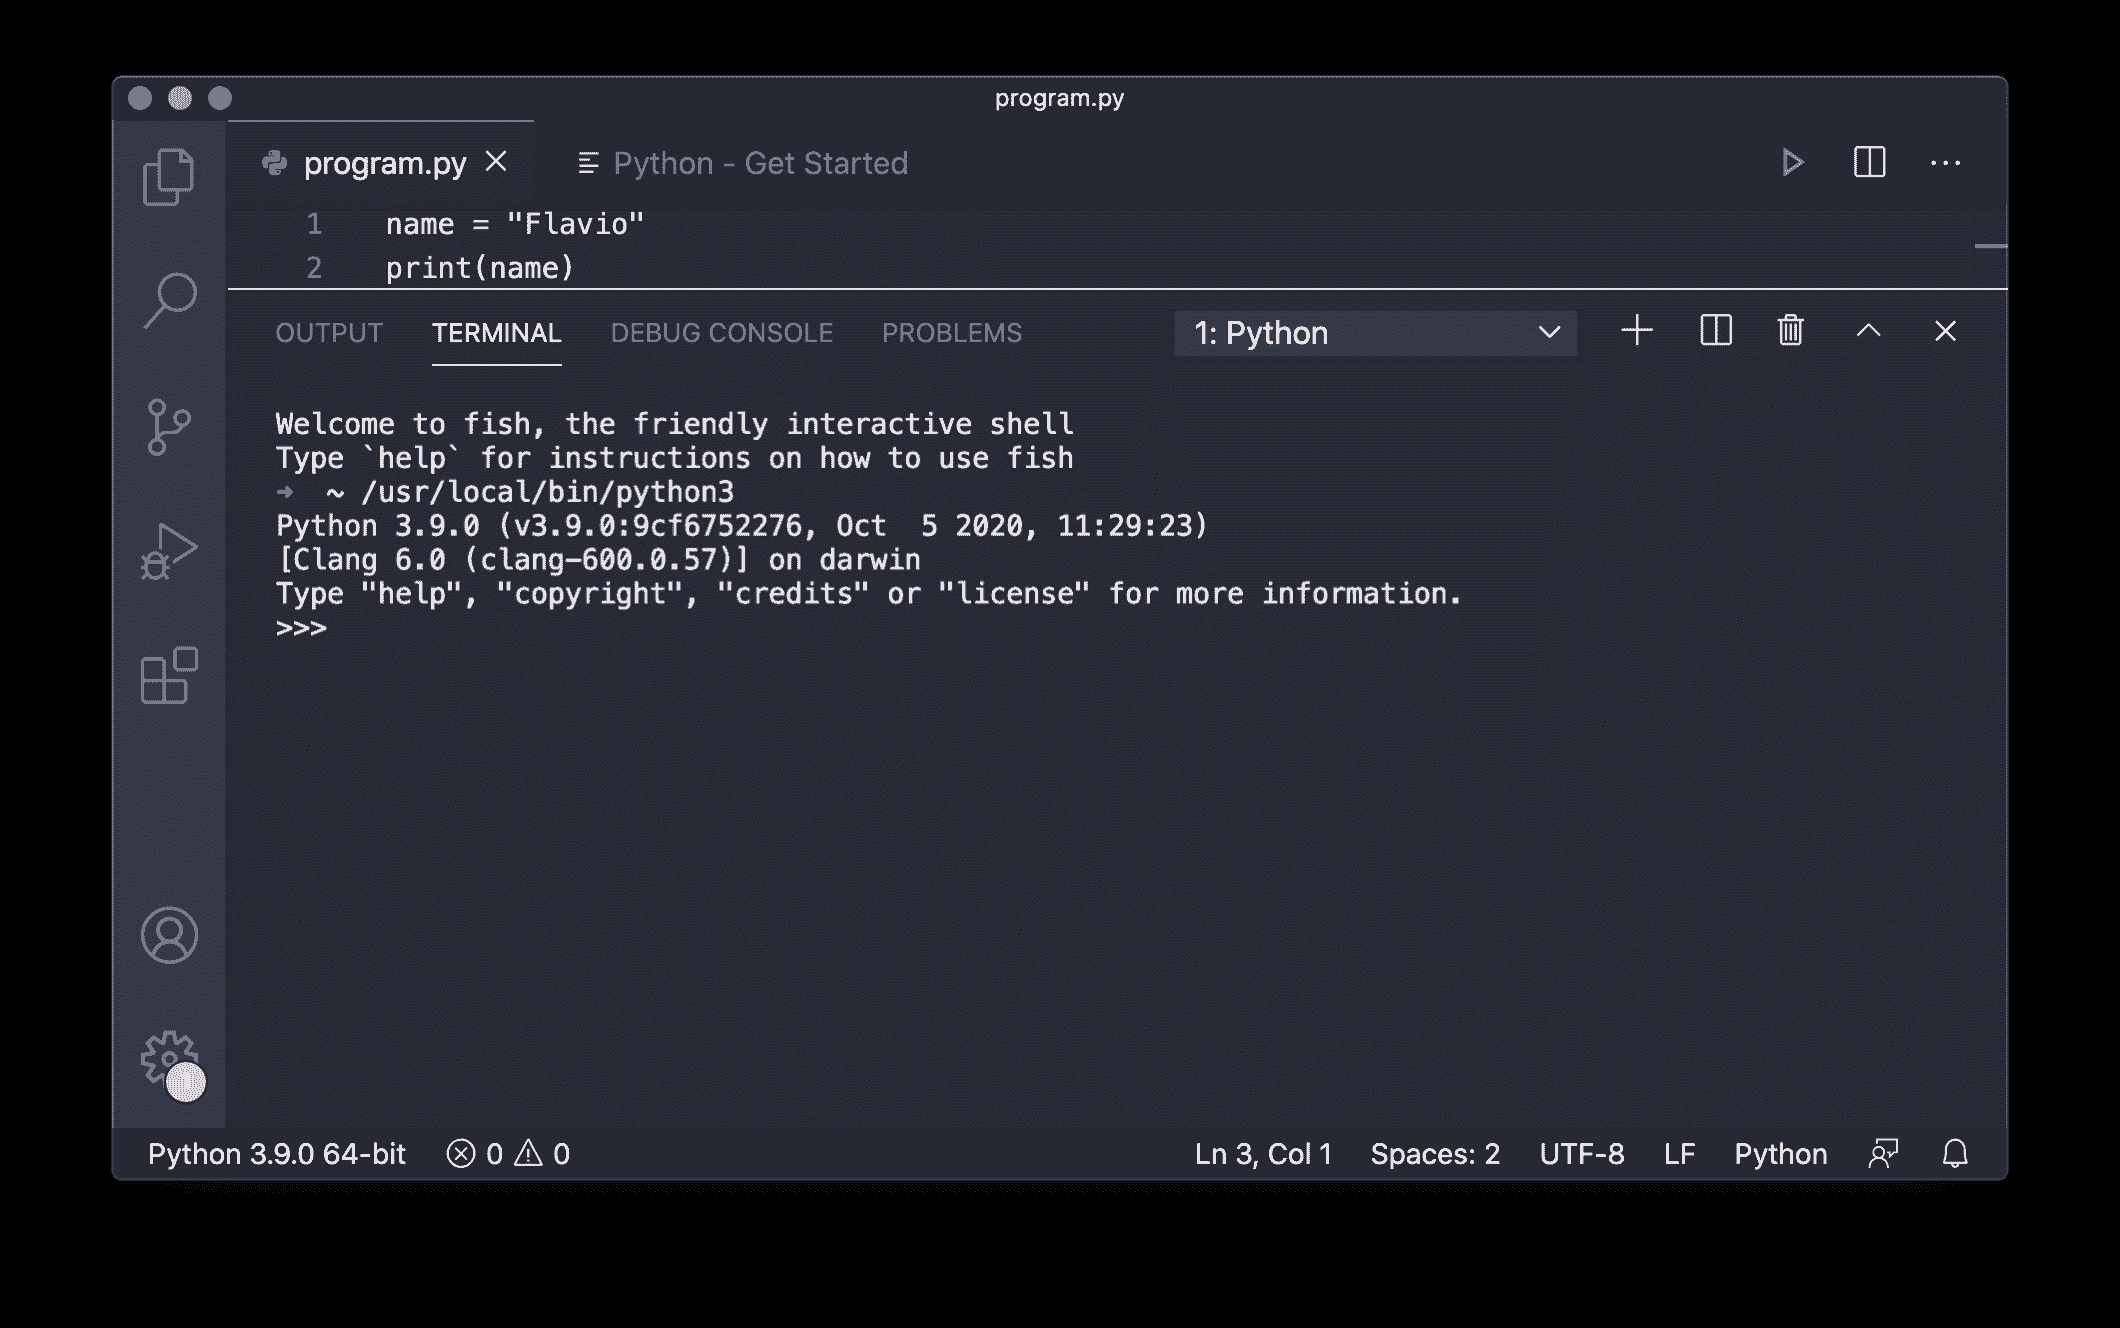 program.py
program.py
Python - Get Started
1 name = "Flavio"
2 print(name)
OUTPUT TERMINAL DEBUG CONSOLE PROBLEMS 1: Python
Welcome to fish, the friendly interactive shell
Type `help` for instructions on how to use fish
➜  ~ /usr/local/bin/python3
Python 3.9.0 (v3.9.0:9cf6752276, Oct  5 2020, 11:29:23)
[Clang 6.0 (clang-600.0.57)] on darwin
Type "help", "copyright", "credits" or "license" for more information.
>>>
Python 3.9.0 64-bit 0 0 Ln 3, Col 1 Spaces: 2 UTF-8 LF Python